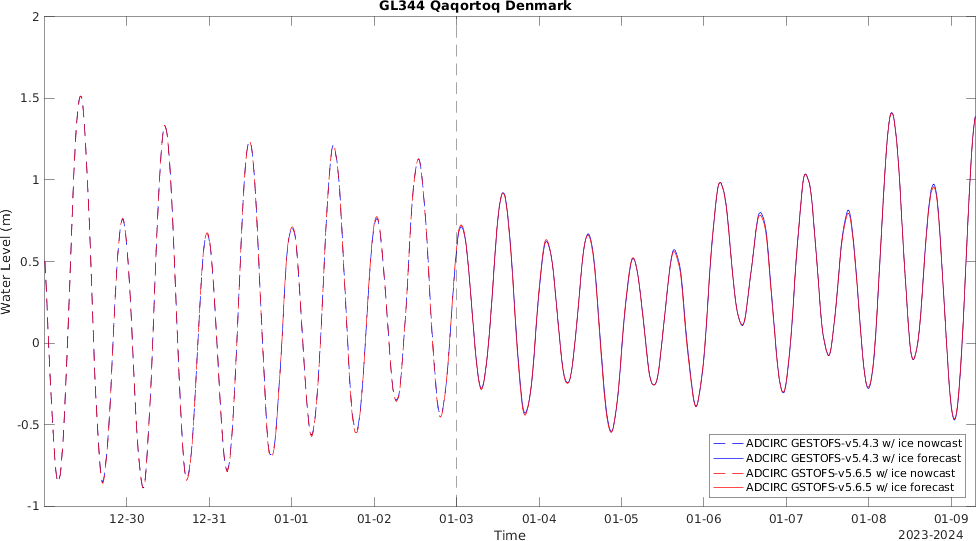 GL344 Qaqortoq Denmark
2
1.5
1
0.5
0
-0.5
-1
Water Level (m)
12-30
12-31
01-01
01-02
01-03
01-04
01-05
01-06
01-07
01-08
01-09
Time
2023-2024
ADCIRC GESTOFS-v5.4.3 w/ ice nowcast
ADCIRC GESTOFS-v5.4.3 w/ ice forecast
ADCIRC GSTOFS-v5.6.5 w/ ice nowcast
ADCIRC GSTOFS-v5.6.5 w/ ice forecast